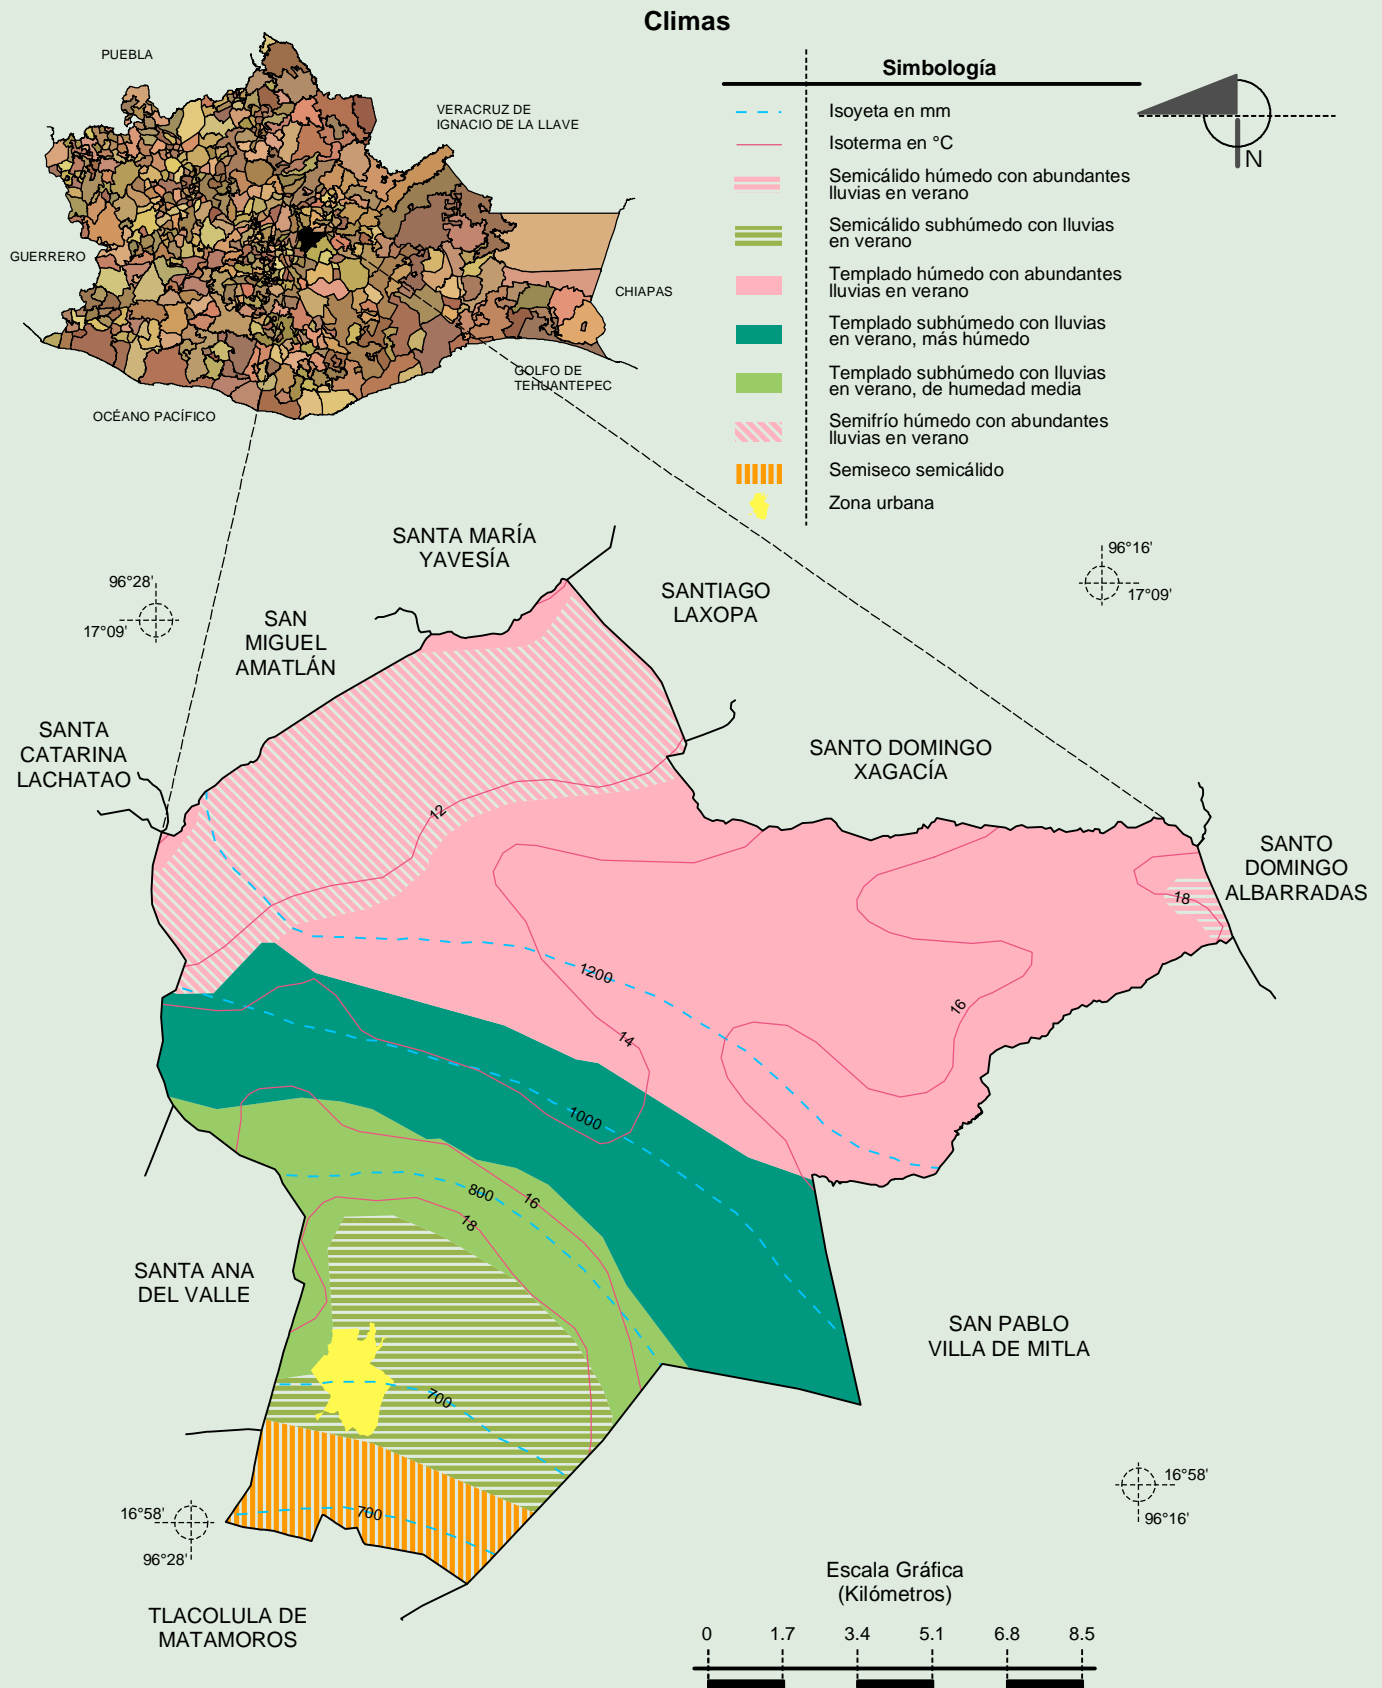 Climas
PUEBLA
VERACRUZ DE
IGNACIO DE LA LLAVE
GUERRERO
CHIAPAS
GOLFO DE
TEHUANTEPEC
OCÉANO PACÍFICO
Simbología
Isoyeta en mm
Isoterma en °C
Semicálido húmedo con abundantes
lluvias en verano
Semicálido subhúmedo con lluvias
en verano
Templado húmedo con abundantes
lluvias en verano
Templado subhúmedo con lluvias
en verano, más húmedo
Templado subhúmedo con lluvias
en verano, de humedad media
Semifrío húmedo con abundantes
lluvias en verano
Semiseco semicálido
Zona urbana
N
96°28'
17°09'
96°16'
17°09'
SANTA MARÍA
YAVESÍA
SANTIAGO
LAXOPA
SAN
MIGUEL
AMATLÁN
SANTA
CATARINA
LACHATAO
SANTO DOMINGO
XAGACÍA
SANTO
DOMINGO
ALBARRADAS
12
18
1200
16
14
1000
800
16
18
SANTA ANA
DEL VALLE
SAN PABLO
VILLA DE MITLA
700
700
16°58'
96°28'
16°58'
96°16'
TLACOLULA DE
MATAMOROS
Escala Gráfica
(Kilómetros)
0 1.7 3.4 5.1 6.8 8.5